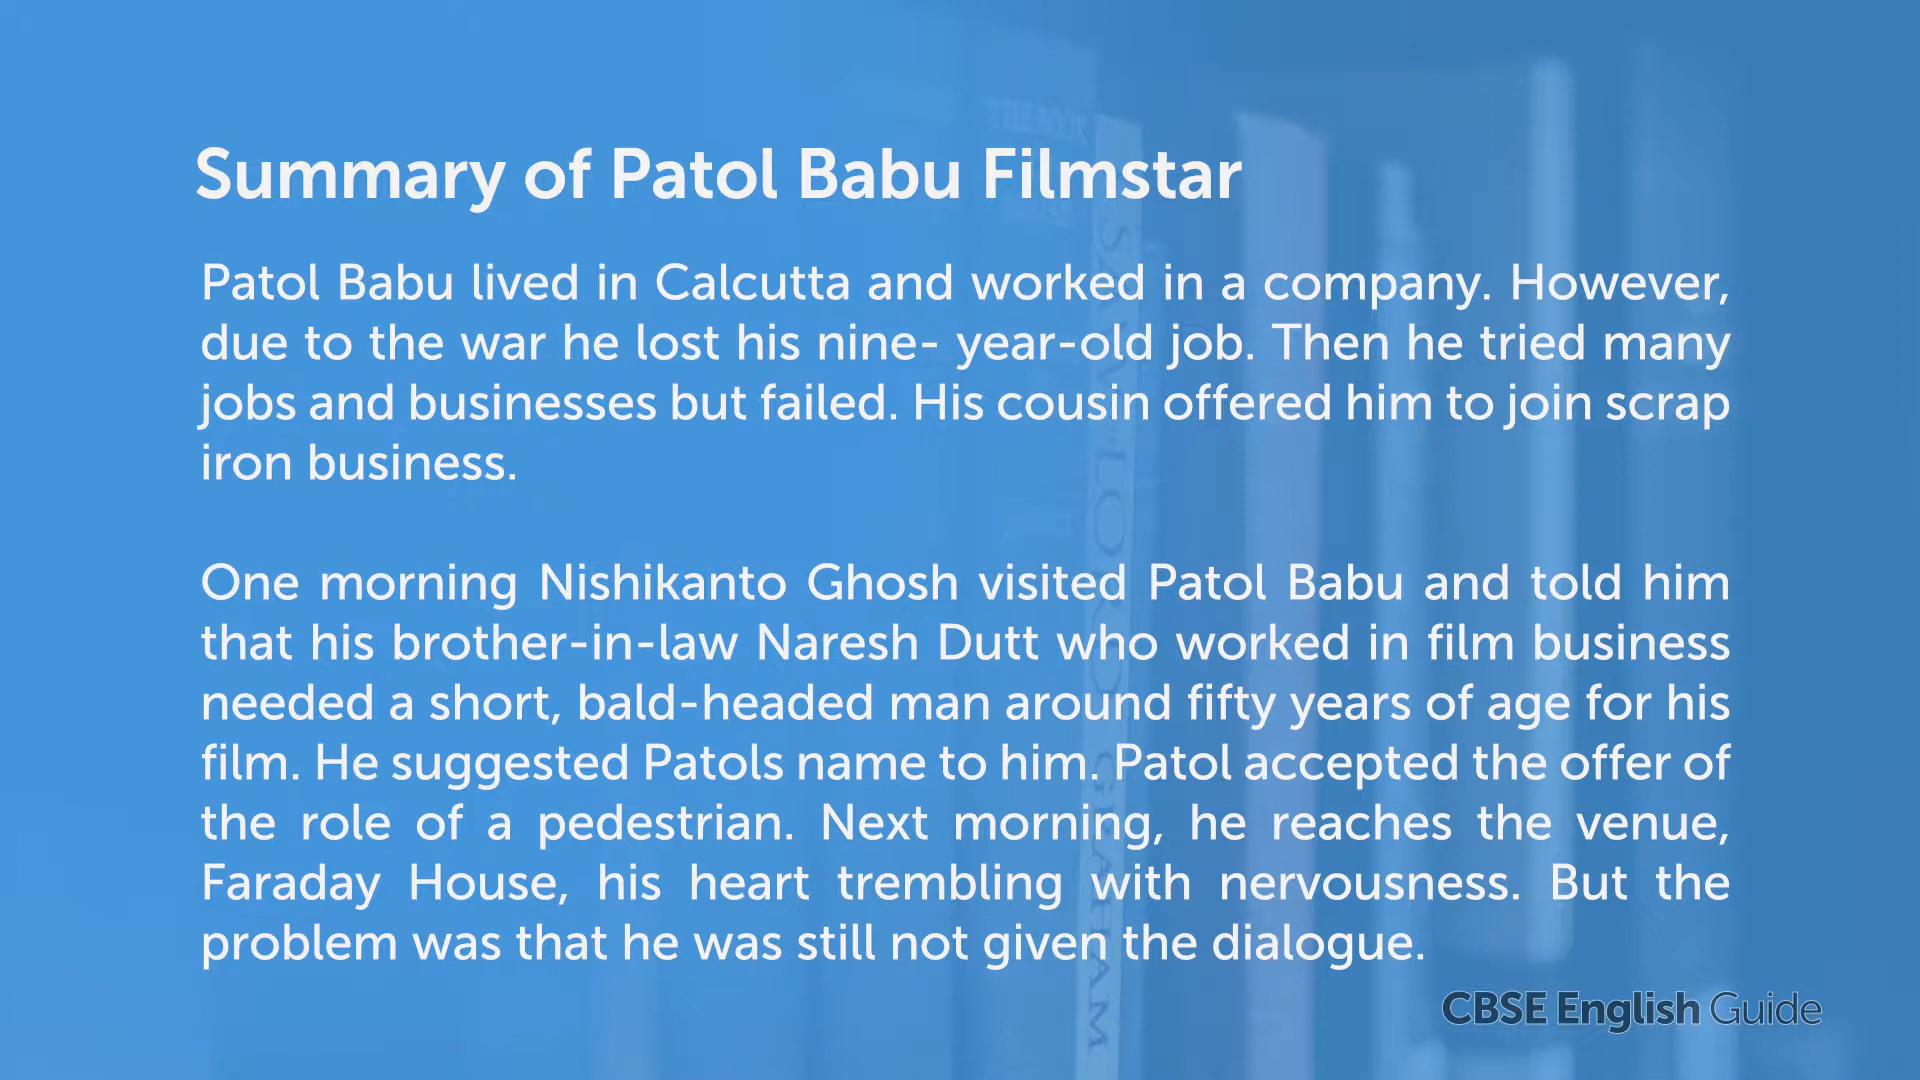 Summary of Patol Babu Filmstar
Patol Babu lived in Calcutta and worked in a company. However,
due to the war he lost his nine- year-old job. Then he tried many
jobs and businesses but failed. His cousin offered him to join scrap
iron business.
One morning Nishikanto Ghosh visited Patol Babu and told him
that his brother-in-law Naresh Dutt who worked in film business
needed a short, bald-headed man around fifty years of age for his
film. He suggested Patols name to him. Patol accepted the offer of
the role of a pedestrian. Next morning, he reaches the venue,
Faraday House, his heart trembling with nervousness. But the
problem was that he was still not given the dialogue.
CBSE English Guide